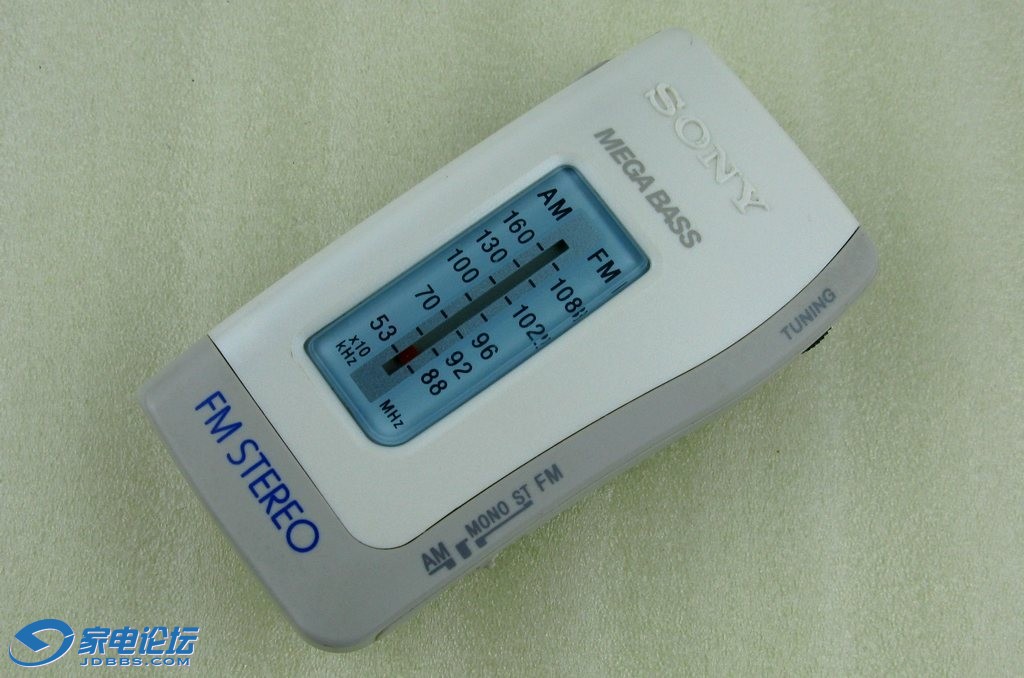 SONY
MEGA BASS
AM FM
160
130 108
100 102
70 96
53 92
x10 kHz 88
MHz
TUNING
FM STEREO
AM MONO ST FM
家电论坛
JDBBS.COM